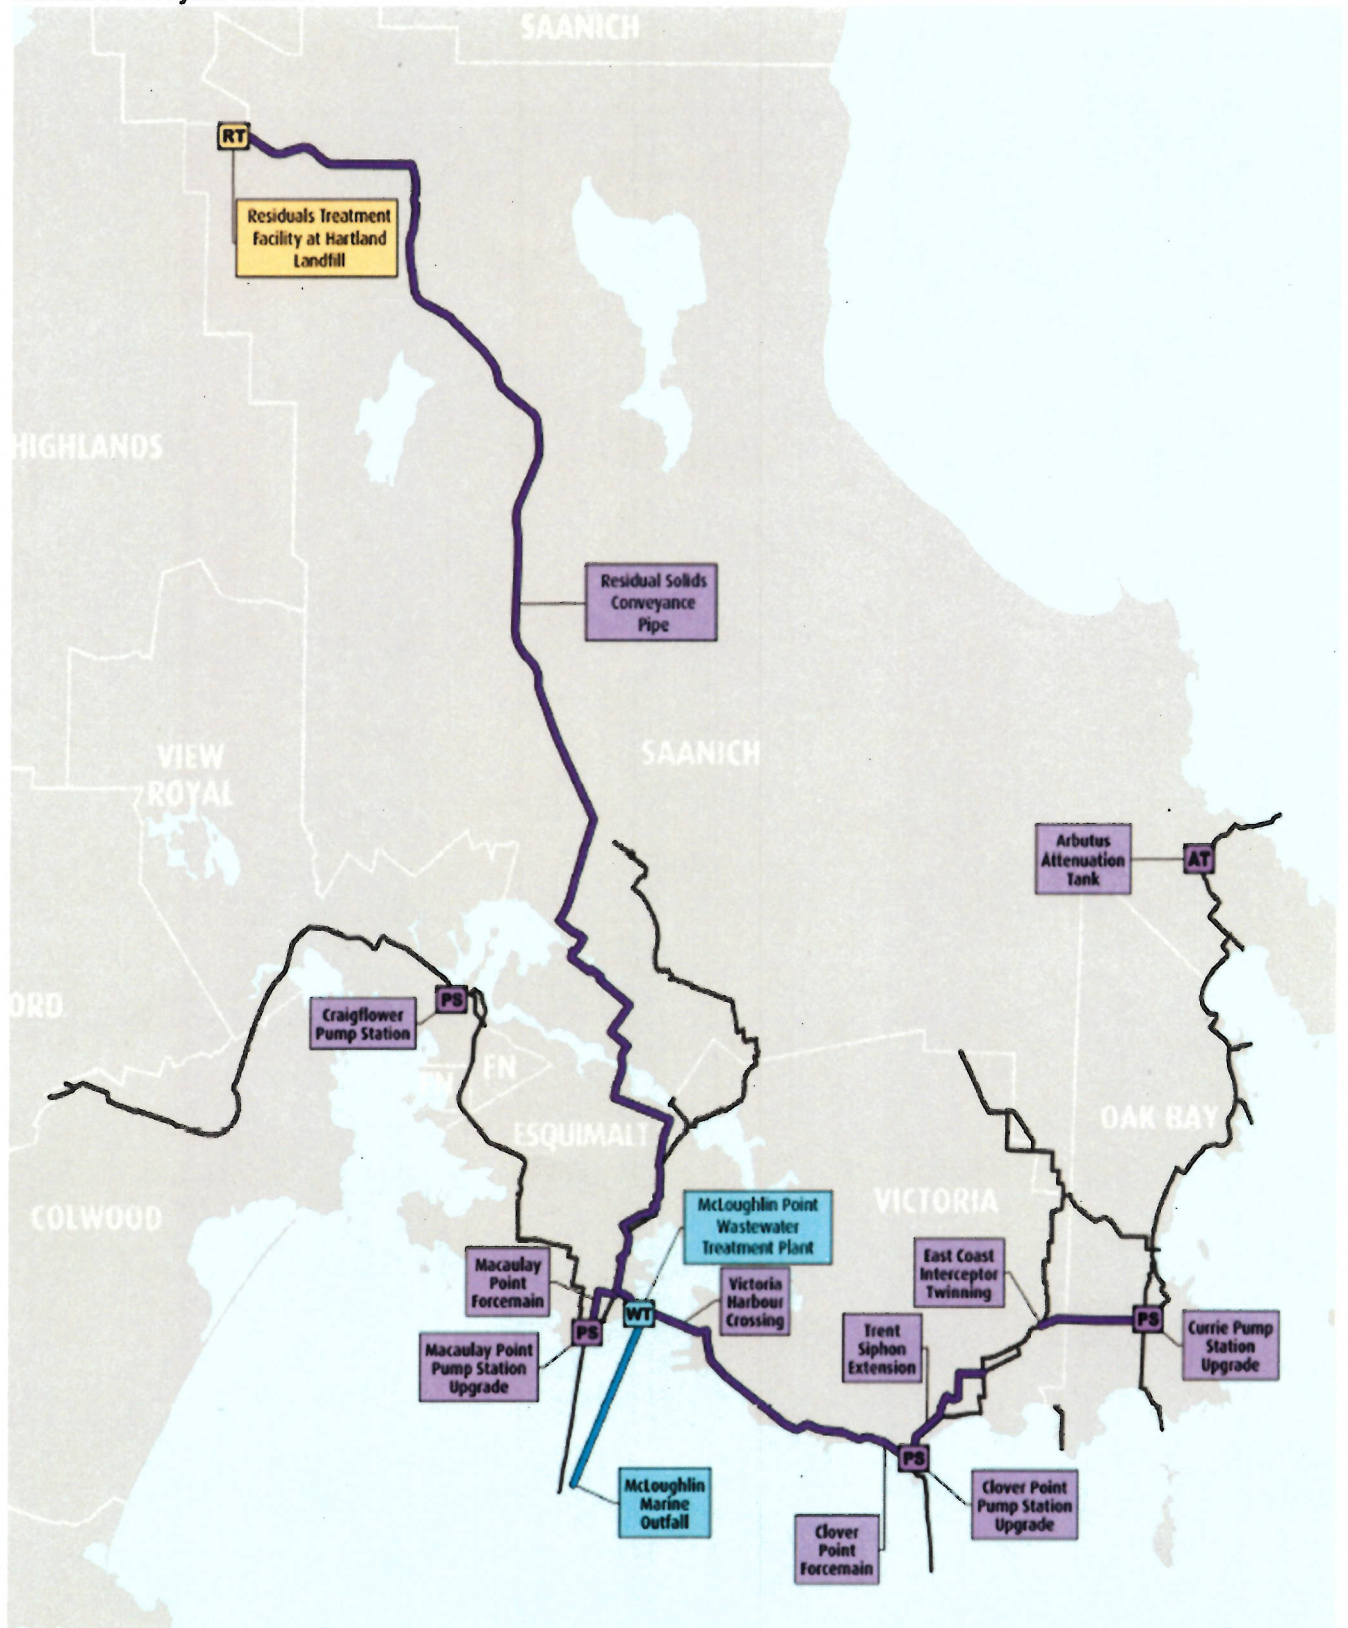 SAANICH
RT
Residuals Treatment
Facility at Hartland
Landfill
HIGHLANDS
Residual Solids
Conveyance
Pipe
VIEW
ROYAL
SAANICH
Arbutus
Attenuation
Tank
AT
PS
Craigflower
Pump Station
ORD
FN
FN
ESQUIMALT
OAK BAY
COLWOOD
VICTORIA
McLoughlin Point
Wastewater
Treatment Plant
Macaulay
Point
Forcemain
Victoria
Harbour
Crossing
East Coast
Interceptor
Twinning
WT
PS
PS
Macaulay Point
Pump Station
Upgrade
Trent
Siphon
Extension
Currie Pump
Station
Upgrade
PS
McLoughlin
Marine
Outfall
Clover Point
Pump Station
Upgrade
Clover
Point
Forcemain